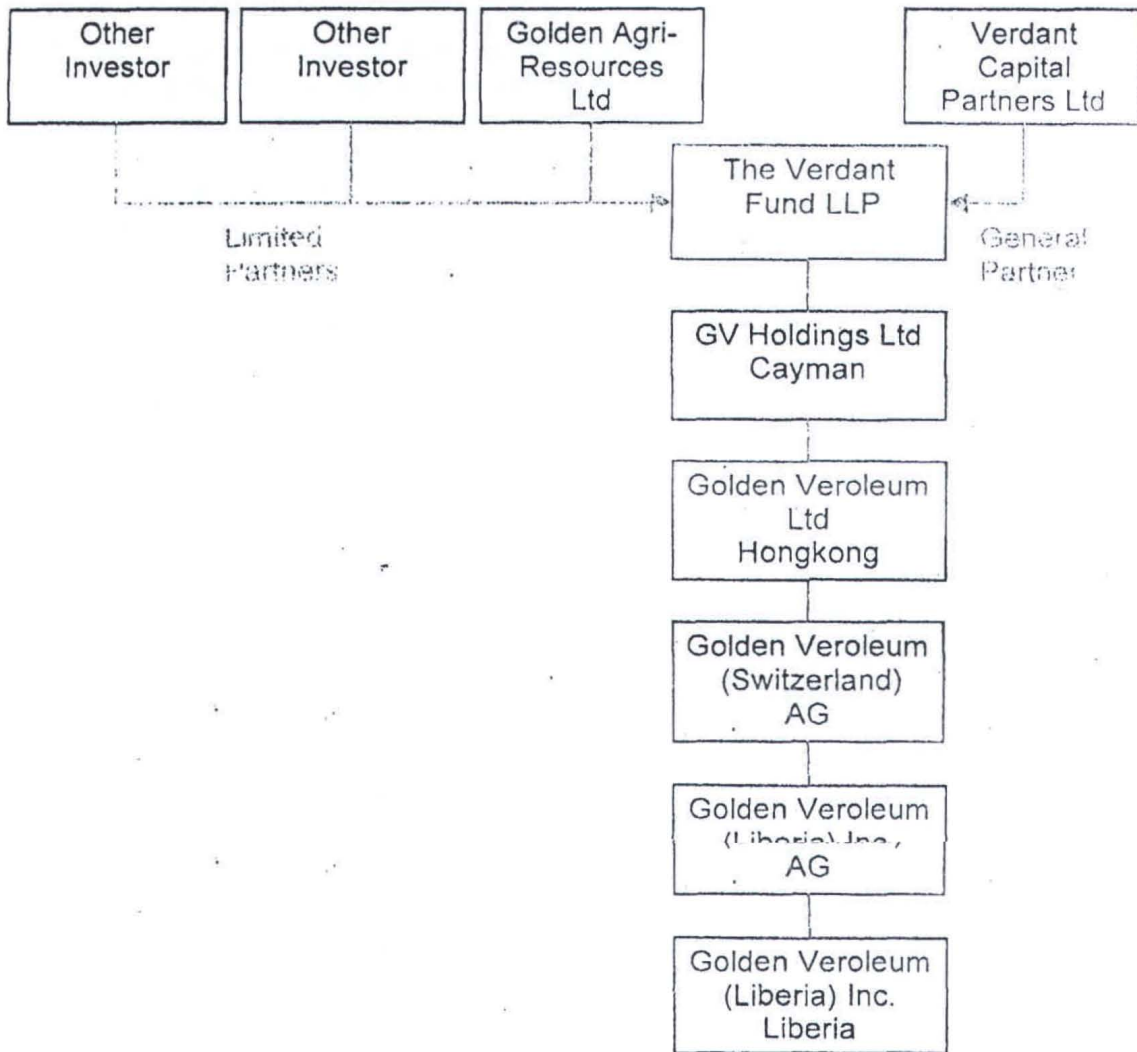 Other
Investor
Other
Investor
Golden Agri-
Resources
Ltd
Verdant
Capital
Partners Ltd
The Verdant
Fund LLP
Limited
Partners
General
Partner
GV Holdings Ltd
Cayman
Golden Veroleum
Ltd
Hongkong
Golden Veroleum
(Switzerland)
AG
Golden Veroleum
(Liberia) Inc.
AG
Golden Veroleum
(Liberia) Inc.
Liberia